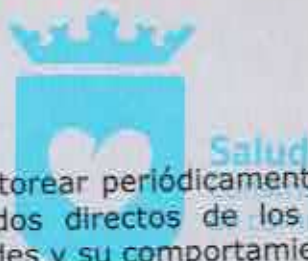 Salud
torear periódicament
dos directos de los
des y su comportamie